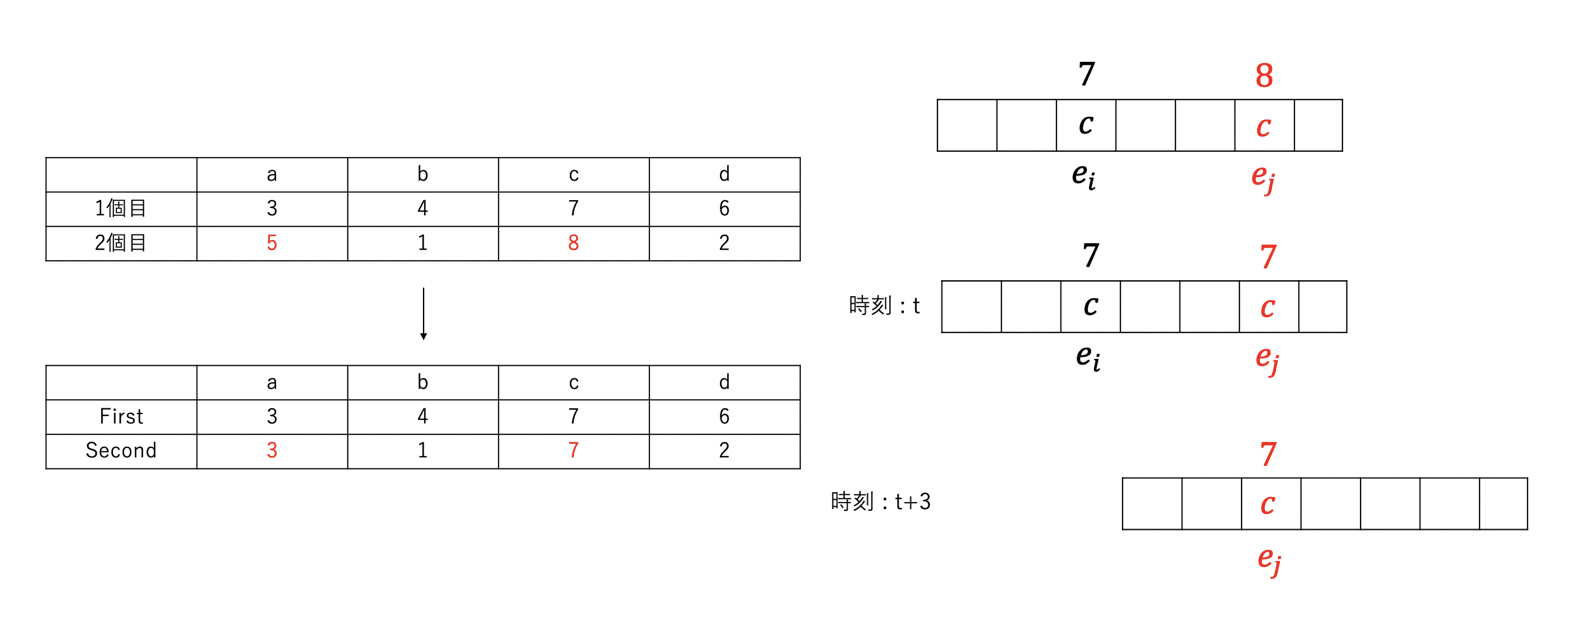 a b c d
1個目 3 4 7 6
2個目 5 1 8 2
a b c d
First 3 4 7 6
Second 3 1 7 2
7 8
c c
e_i e_j
7 7
時刻：t c c
e_i e_j
7
時刻：t+3 c
e_j